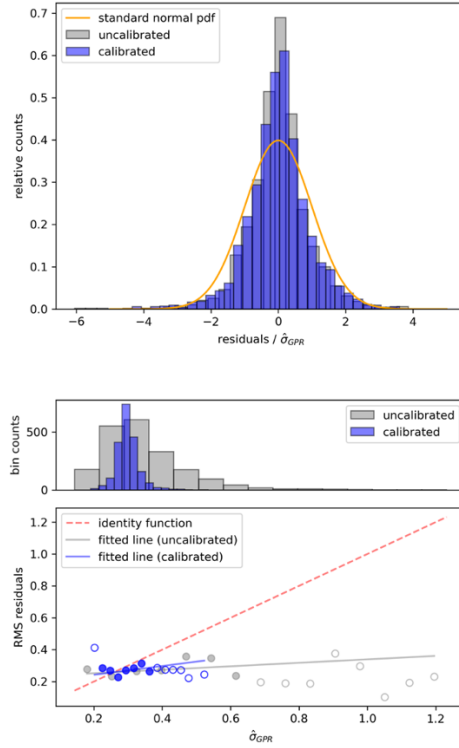 standard normal pdf
uncalibrated
calibrated
relative counts
0.7
0.6
0.5
0.4
0.3
0.2
0.1
0.0
−6 −4 −2 0 2 4
residuals / σ̂GPR
bin counts
500
0
uncalibrated
calibrated
identity function
fitted line (uncalibrated)
fitted line (calibrated)
RMS residuals
1.2
1.0
0.8
0.6
0.4
0.2
0.2 0.4 0.6 0.8 1.0 1.2
σ̂GPR